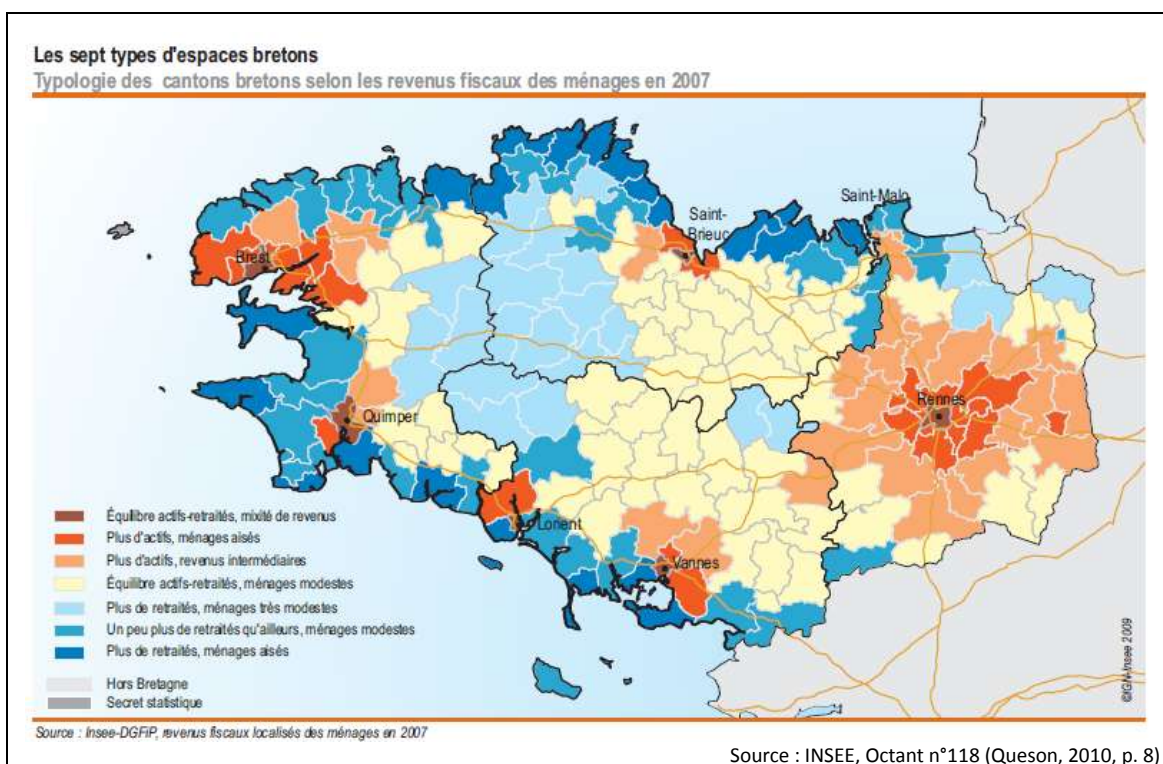 Les sept types d'espaces bretons
Typologie des cantons bretons selon les revenus fiscaux des ménages en 2007
Saint-Malo
Saint-
Brieuc
Brest
Rennes
Quimper
Lorient
Vannes
Équilibre actifs-retraités, mixité de revenus
Plus d'actifs, ménages aisés
Plus d'actifs, revenus intermédiaires
Équilibre actifs-retraités, ménages modestes
Plus de retraités, ménages très modestes
Un peu plus de retraités qu'ailleurs, ménages modestes
Plus de retraités, ménages aisés
Hors Bretagne
Secret statistique
©IGN-Insee 2009
Source : Insee-DGFiP, revenus fiscaux localisés des ménages en 2007
Source : INSEE, Octant n°118 (Queson, 2010, p. 8)